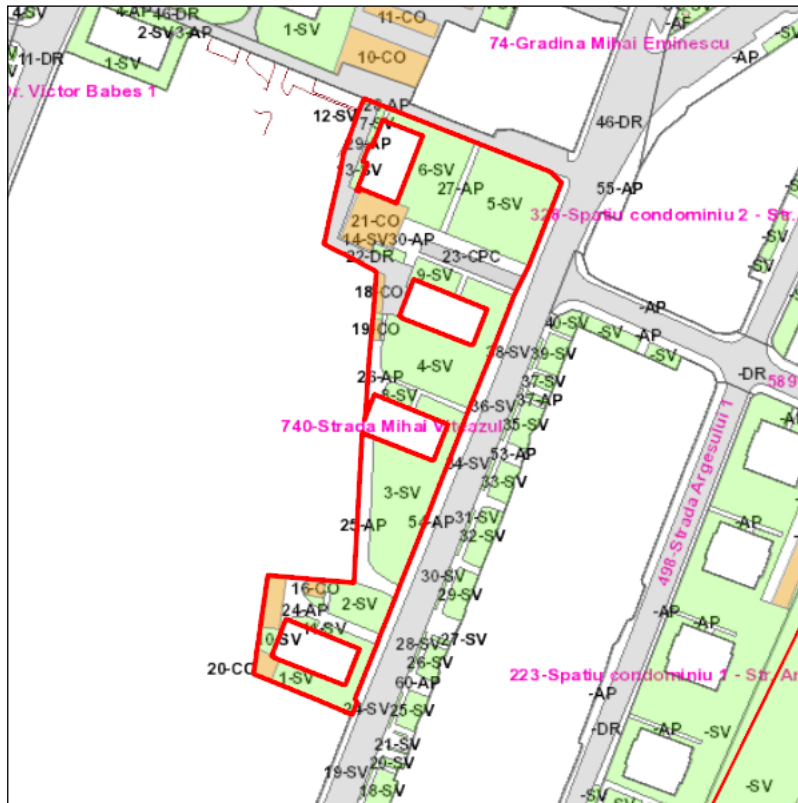 4-SV
4-AP
46-DR
1-SV
11-CO
-AP
-SV
2-SV
3-AP
74-Gradina Mihai Eminescu
11-DR
1-SV
10-CO
-AP
r. Victor Babes 1
12-SV
7-SV
46-DR
29-AP
13-SV
6-SV
27-AP
55-AP
5-SV
21-CO
328-Spatiu condominiu 2 - Str.
14-SV
30-AP
-SV
22-DR
23-CPC
-SV
9-SV
18-CO
-AP
-AP
19-CO
40-SV
-SV
-AP
38-SV
39-SV
-SV
4-SV
-DR
589
26-AP
37-SV
8-SV
36-SV
37-AP
740-Strada Mihai Viteazul
35-SV
53-AP
34-SV
33-SV
3-SV
31-SV
25-AP
54-AP
32-SV
-AP
498-Strada Argesului 1
16-CO
30-SV
29-SV
24-AP
2-SV
-AP
-AP
10-SV
28-SV
27-SV
20-CO
26-SV
1-SV
60-AP
223-Spatiu condominiu 1 - Str. Ar
-AP
25-SV
-DR
-AP
-SV
21-SV
19-SV
20-SV
18-SV
-SV
-SV